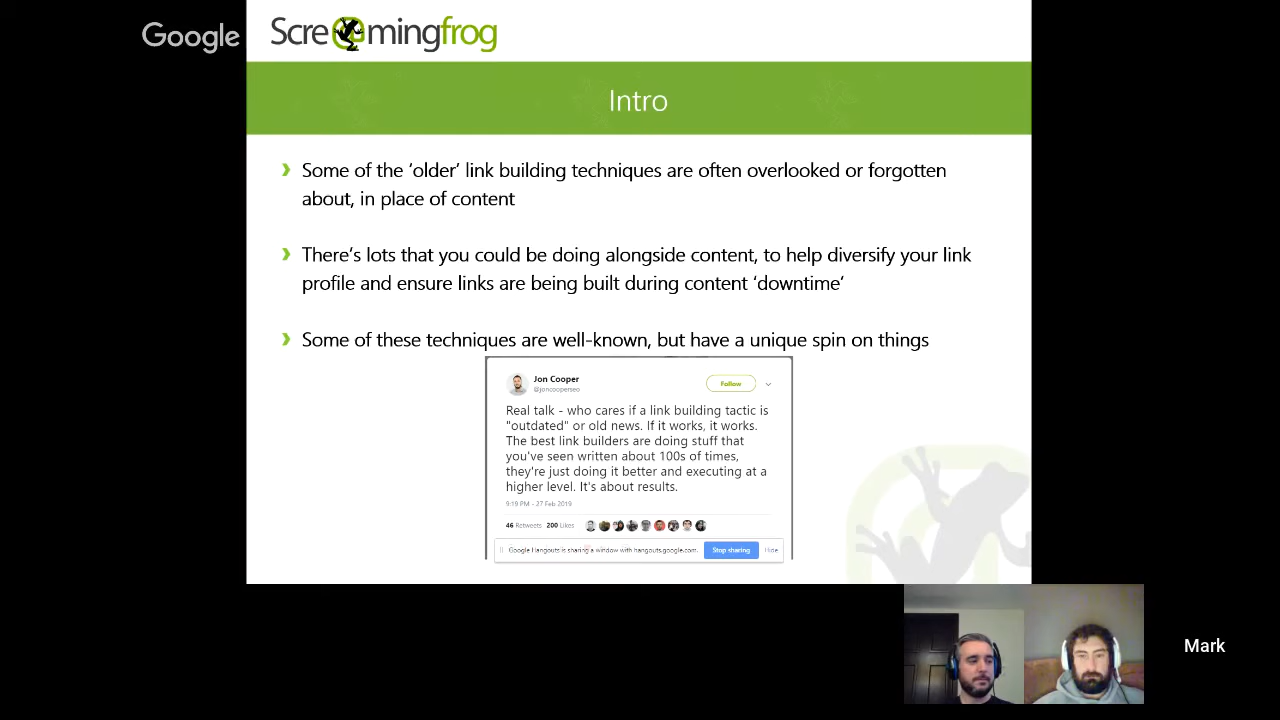 Google
Screamingfrog
Intro
Some of the ‘older’ link building techniques are often overlooked or forgotten
about, in place of content
There’s lots that you could be doing alongside content, to help diversify your link
profile and ensure links are being built during content ‘downtime’
Some of these techniques are well-known, but have a unique spin on things
Jon Cooper
@joncooperseo
Follow
Real talk - who cares if a link building tactic is
"outdated" or old news. If it works, it works.
The best link builders are doing stuff that
you've seen written about 100s of times,
they're just doing it better and executing at a
higher level. It's about results.
9:19 PM - 27 Feb 2019
46 Retweets 200 Likes
Google Hangouts is sharing a window with hangouts.google.com.
Stop sharing
Hide
Mark